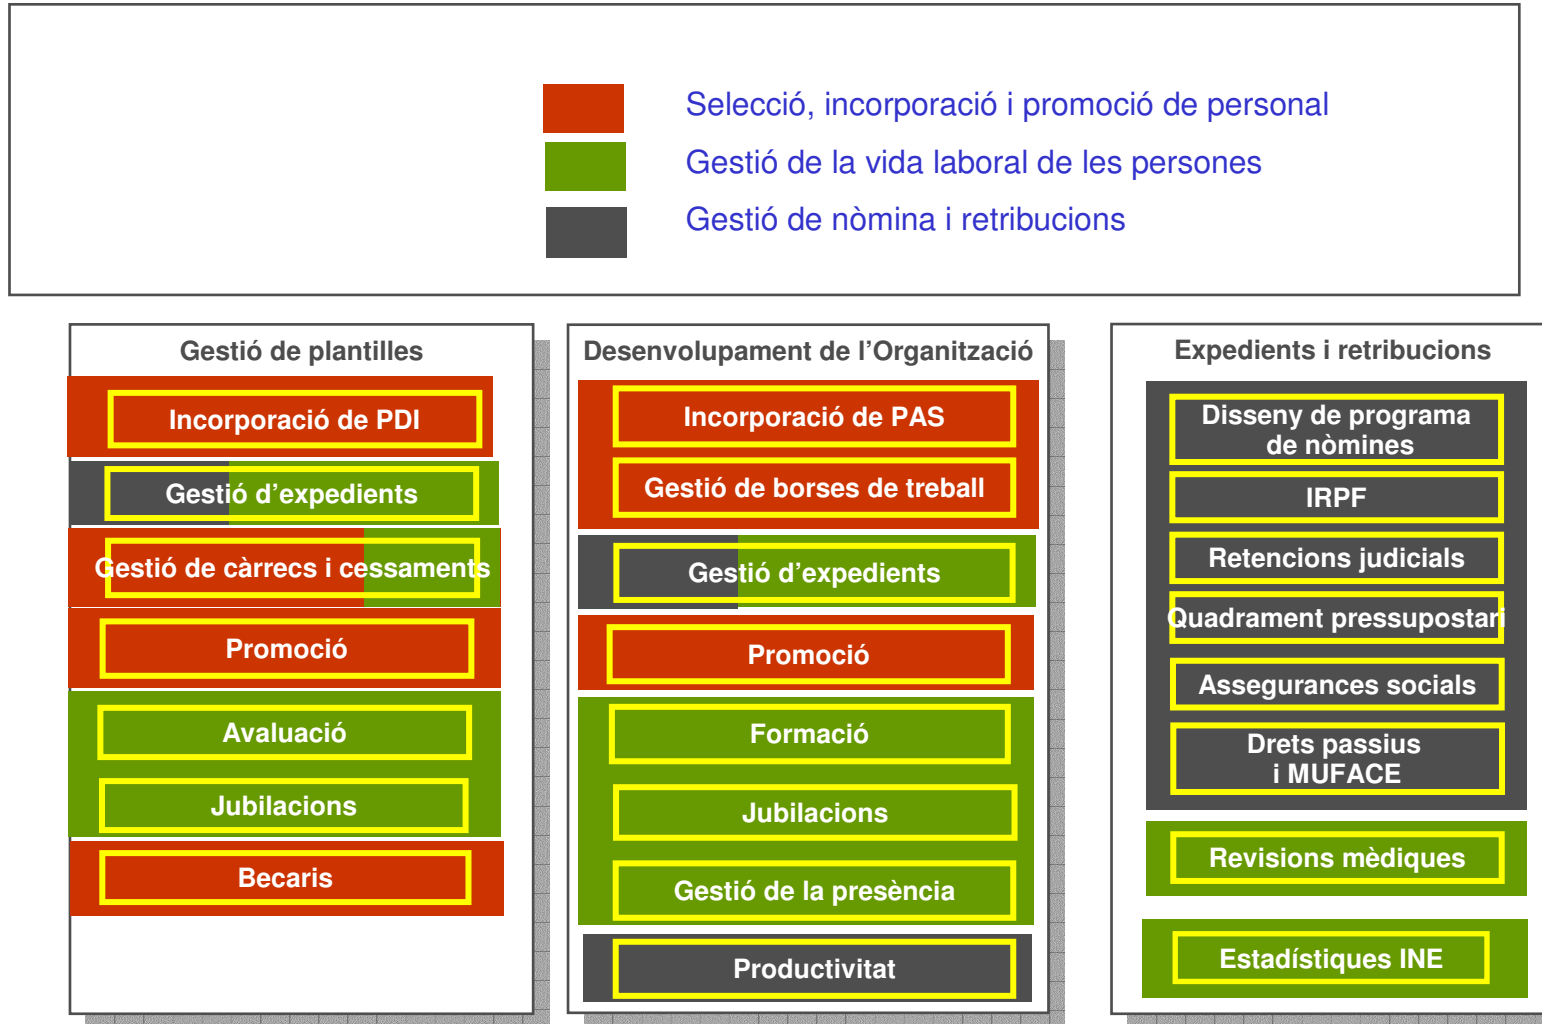 Selecció, incorporació i promoció de personal
Gestió de la vida laboral de les persones
Gestió de nòmina i retribucions
Gestió de plantilles
Incorporació de PDI
Gestió d’expedients
Gestió de càrrecs i cessaments
Promoció
Avaluació
Jubilacions
Becaris
Desenvolupament de l’Organització
Incorporació de PAS
Gestió de borses de treball
Gestió d’expedients
Promoció
Formació
Jubilacions
Gestió de la presència
Productivitat
Expedients i retribucions
Disseny de programa
de nòmines
IRPF
Retencions judicials
Quadrament pressupostari
Assegurances socials
Drets passius
i MUFACE
Revisions mèdiques
Estadístiques INE